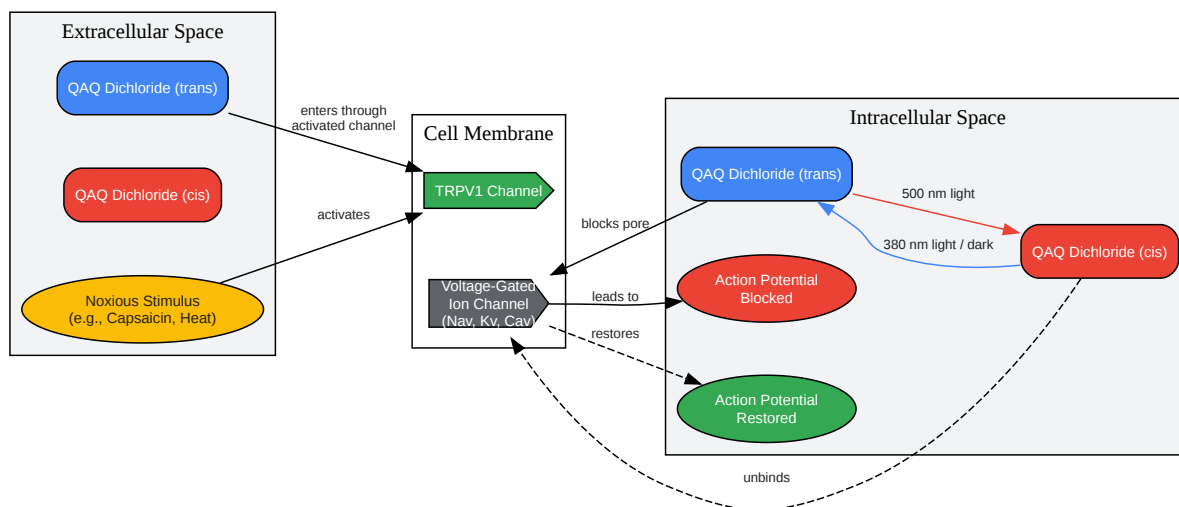 Extracellular Space
QAQ Dichloride (trans)
QAQ Dichloride (cis)
Noxious Stimulus
(e.g., Capsaicin, Heat)
enters through
activated channel
activates
Cell Membrane
TRPV1 Channel
Voltage-Gated
Ion Channel
(Nav, Kv, Cav)
blocks pore
leads to
restores
Intracellular Space
QAQ Dichloride (trans)
500 nm light
380 nm light / dark
QAQ Dichloride (cis)
Action Potential
Blocked
Action Potential
Restored
unbinds